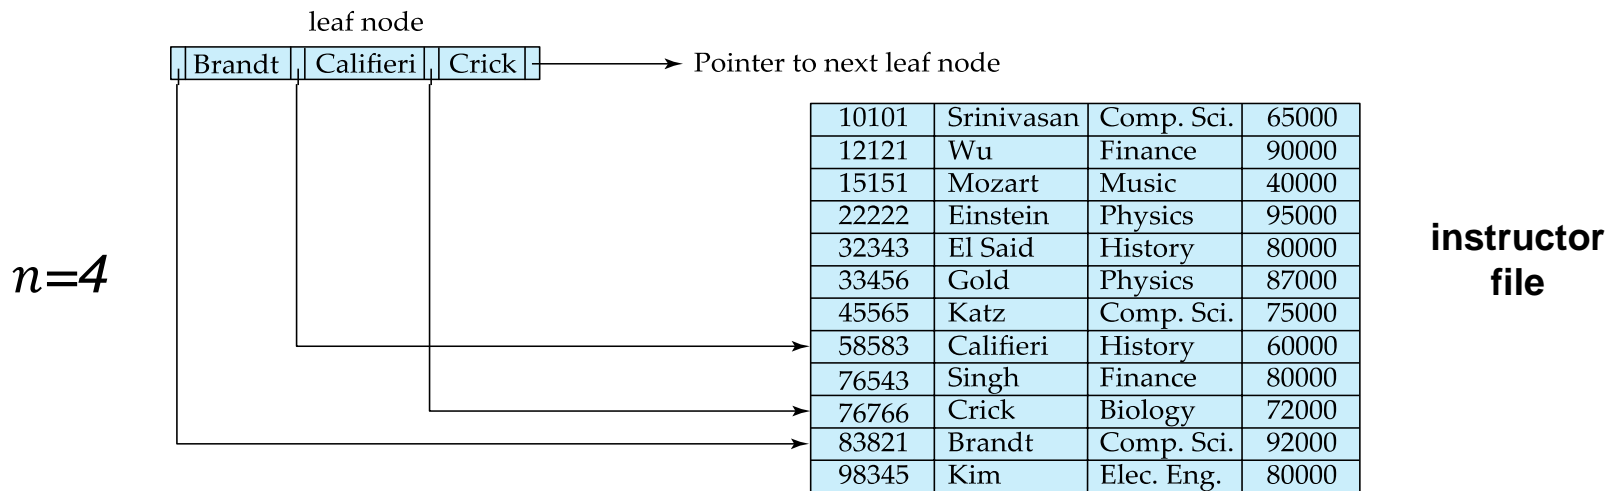 leaf node
Brandt Califieri Crick
Pointer to next leaf node
10101 Srinivasan Comp. Sci. 65000
12121 Wu Finance 90000
15151 Mozart Music 40000
22222 Einstein Physics 95000
32343 El Said History 80000
33456 Gold Physics 87000
45565 Katz Comp. Sci. 75000
58583 Califieri History 60000
76543 Singh Finance 80000
76766 Crick Biology 72000
83821 Brandt Comp. Sci. 92000
98345 Kim Elec. Eng. 80000
n=4
instructor
file